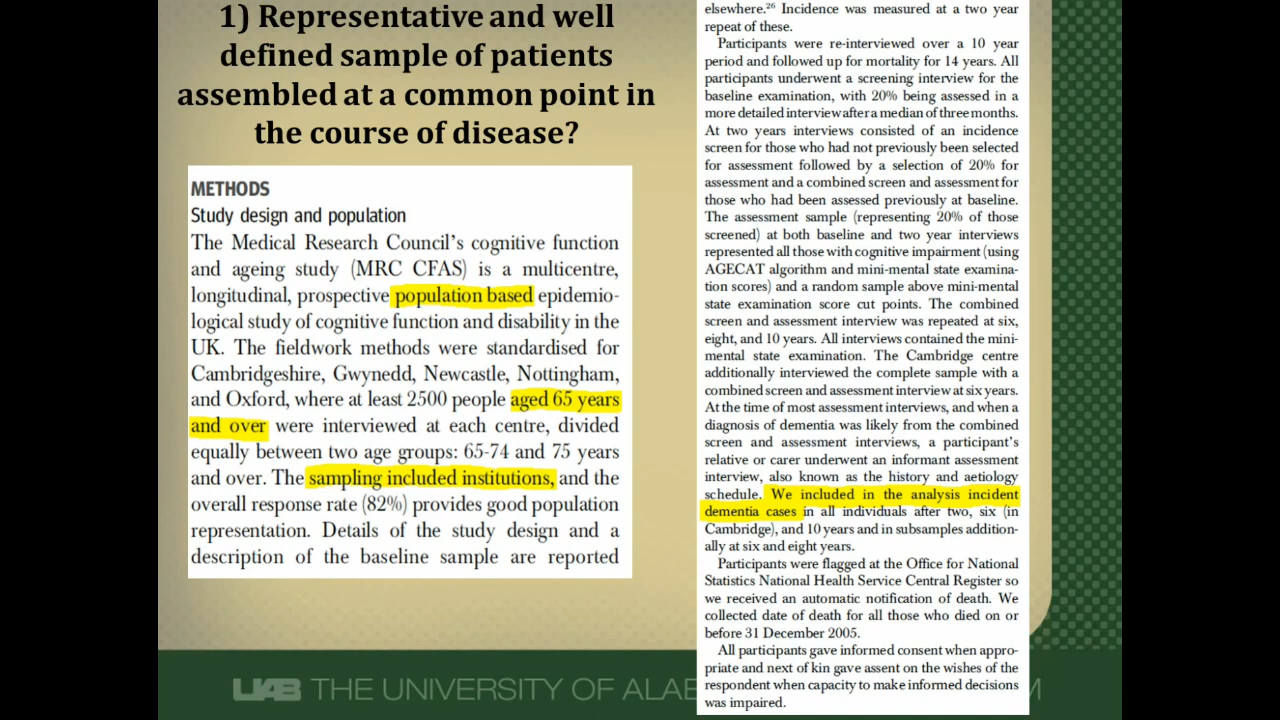 1) Representative and well
defined sample of patients
assembled at a common point in
the course of disease?
METHODS
Study design and population
The Medical Research Council's cognitive function
and ageing study (MRC CFAS) is a multicentre,
longitudinal, prospective population based epidemio-
logical study of cognitive function and disability in the
UK. The fieldwork methods were standardised for
Cambridgeshire, Gwynedd, Newcastle, Nottingham,
and Oxford, where at least 2500 people aged 65 years
and over were interviewed at each centre, divided
equally between two age groups: 65-74 and 75 years
and over. The sampling included institutions, and the
overall response rate (82%) provides good population
representation. Details of the study design and a
description of the baseline sample are reported
elsewhere.26 Incidence was measured at a two year
repeat of these.
Participants were re-interviewed over a 10 year
period and followed up for mortality for 14 years. All
participants underwent a screening interview for the
baseline examination, with 20% being assessed in a
more detailed interview after a median of three months.
At two years interviews consisted of an incidence
screen for those who had not previously been selected
for assessment followed by a selection of 20% for
assessment and a combined screen and assessment for
those who had been assessed previously at baseline.
The assessment sample (representing 20% of those
screened) at both baseline and two year interviews
represented all those with cognitive impairment (using
AGECAT algorithm and mini-mental state examina-
tion scores) and a random sample above mini-mental
state examination score cut points. The combined
screen and assessment interview was repeated at six,
eight, and 10 years. All interviews contained the mini-
mental state examination. The Cambridge centre
additionally interviewed the complete sample with a
combined screen and assessment interview at six years.
At the time of most assessment interviews, and when a
diagnosis of dementia was likely from the combined
screen and assessment interviews, a participant's
relative or carer underwent an informant assessment
interview, also known as the history and aetiology
schedule. We included in the analysis incident
dementia cases in all individuals after two, six (in
Cambridge), and 10 years and in subsamples addition-
ally at six and eight years.
Participants were flagged at the Office for National
Statistics National Health Service Central Register so
we received an automatic notification of death. We
collected date of death for all those who died on or
before 31 December 2005.
All participants gave informed consent when appro-
priate and next of kin gave assent on the wishes of the
respondent when capacity to make informed decisions
was impaired.
UAB THE UNIVERSITY OF ALA